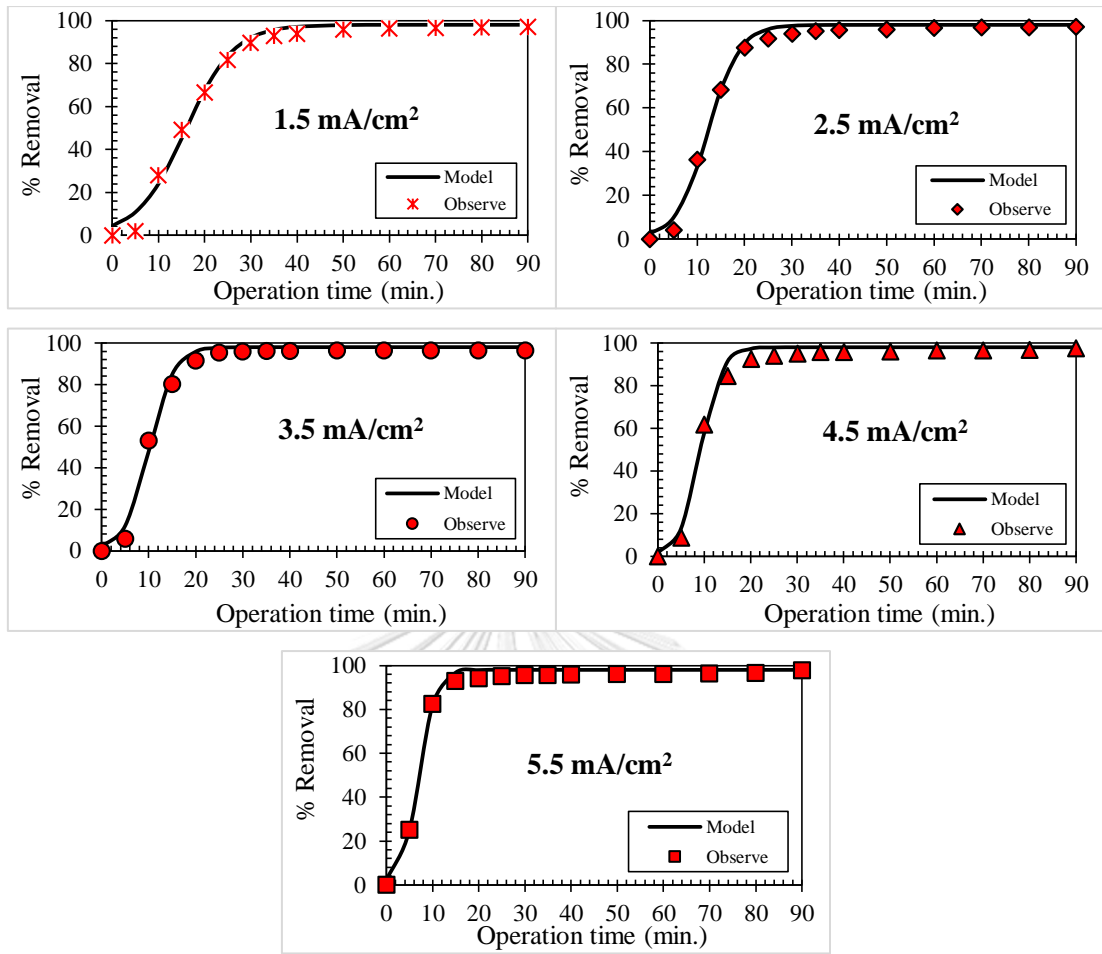 100
80
60
40
20
0
% Removal
1.5 mA/cm²
Model
Observe
0 10 20 30 40 50 60 70 80 90
Operation time (min.)
100
80
60
40
20
0
% Removal
2.5 mA/cm²
Model
Observe
0 10 20 30 40 50 60 70 80 90
Operation time (min.)
100
80
60
40
20
0
% Removal
3.5 mA/cm²
Model
Observe
0 10 20 30 40 50 60 70 80 90
Operation time (min.)
100
80
60
40
20
0
% Removal
4.5 mA/cm²
Model
Observe
0 10 20 30 40 50 60 70 80 90
Operation time (min.)
100
80
60
40
20
0
% Removal
5.5 mA/cm²
Model
Observe
0 10 20 30 40 50 60 70 80 90
Operation time (min.)